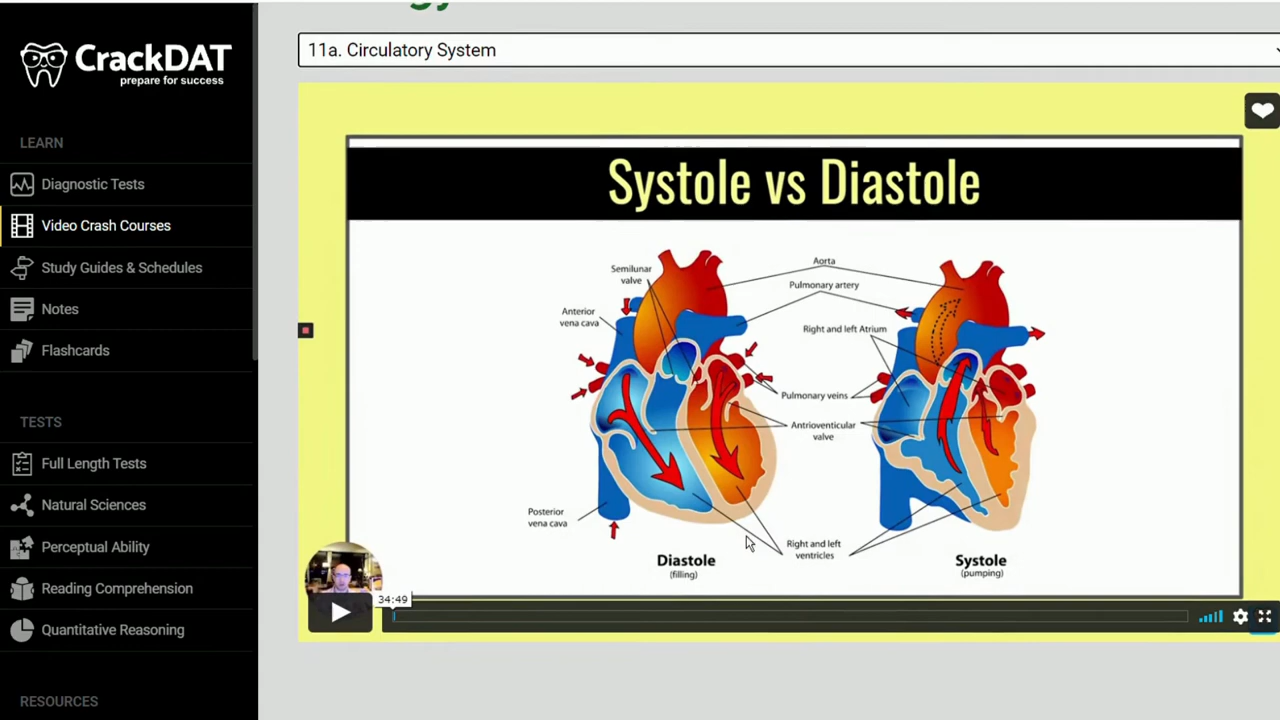 CrackDAT
prepare for success
LEARN
Diagnostic Tests
Video Crash Courses
Study Guides & Schedules
Notes
Flashcards
TESTS
Full Length Tests
Natural Sciences
Perceptual Ability
Reading Comprehension
Quantitative Reasoning
RESOURCES
11a. Circulatory System
Systole vs Diastole
Semilunar
valve
Anterior
vena cava
Posterior
vena cava
Aorta
Pulmonary artery
Right and left Atrium
Pulmonary veins
Antrioventicular
valve
Right and left
ventricles
Diastole
(filling)
Systole
(pumping)
34:49